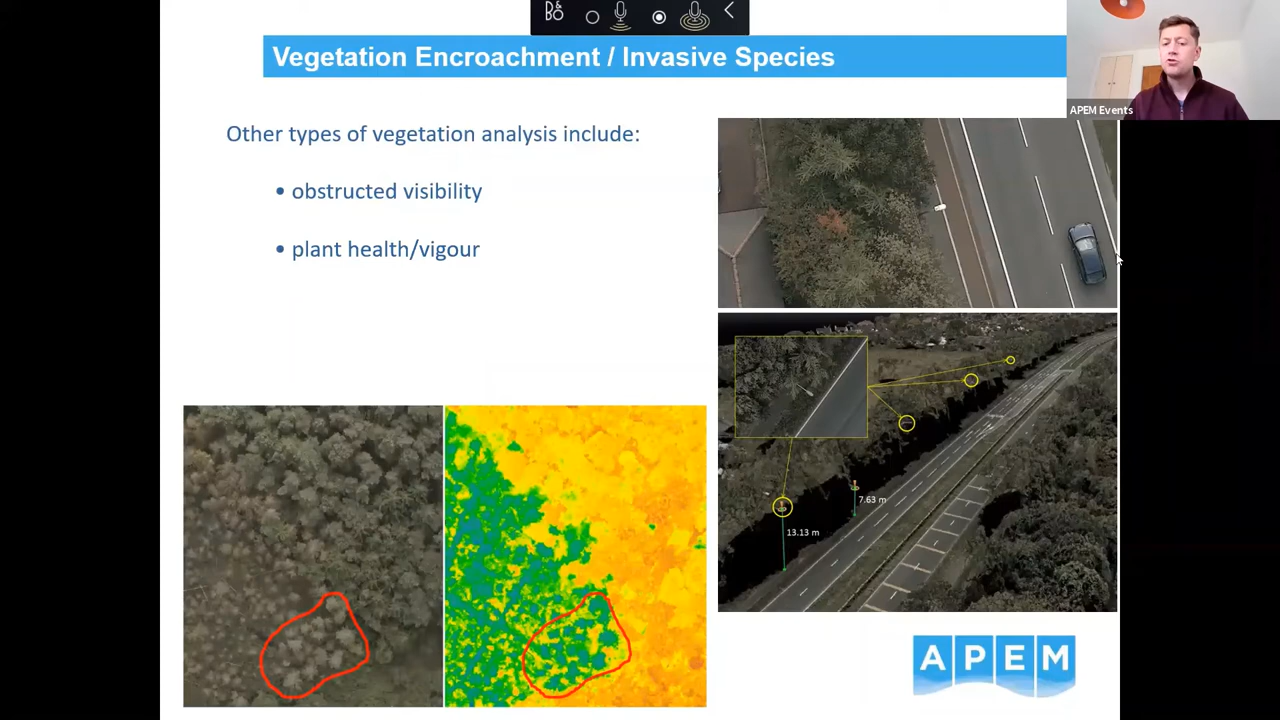 B&O
Vegetation Encroachment / Invasive Species
APEM Events
Other types of vegetation analysis include:
• obstructed visibility
• plant health/vigour
7.63 m
13.13 m
APEM